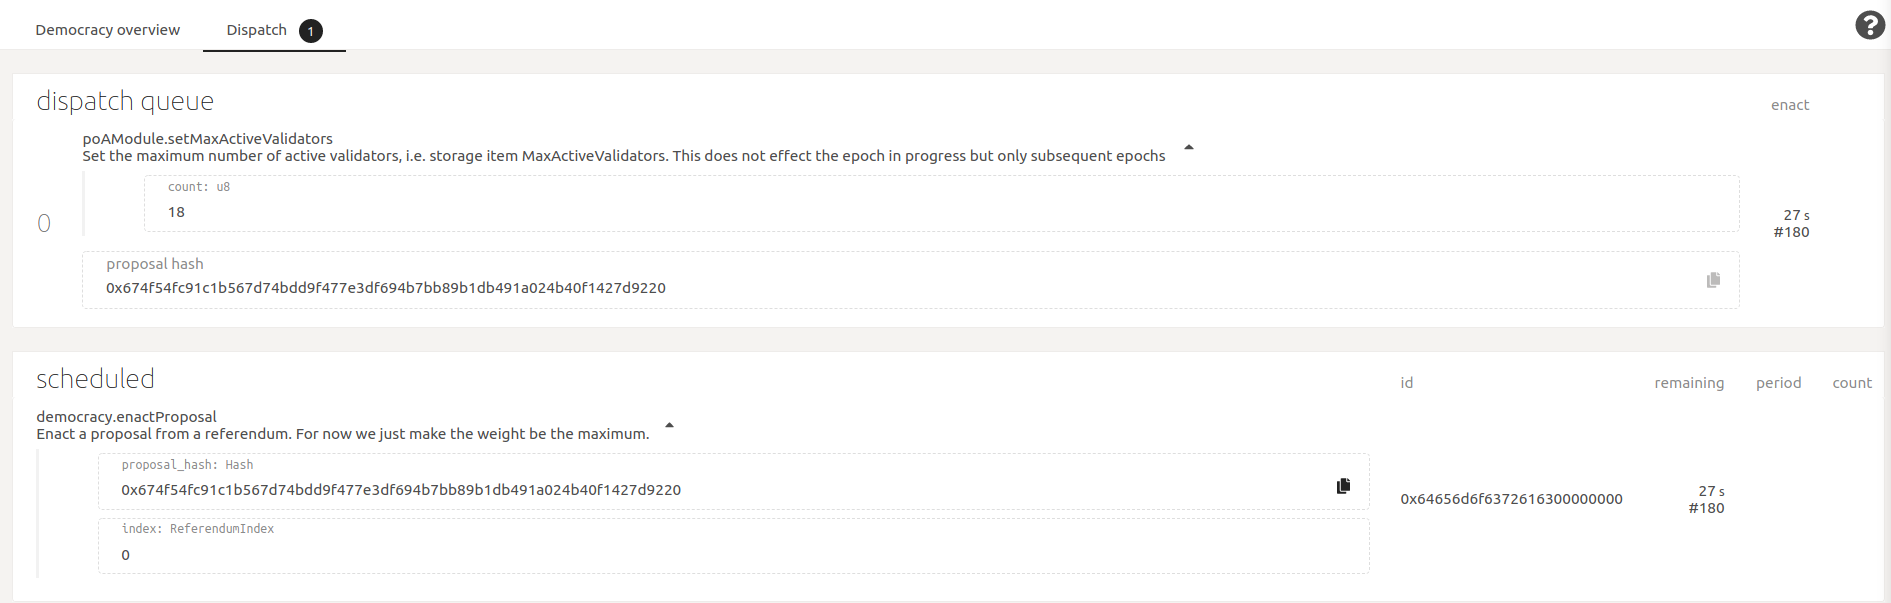 Democracy overview
Dispatch 1
dispatch queue
enact
poAModule.setMaxActiveValidators
Set the maximum number of active validators, i.e. storage item MaxActiveValidators. This does not effect the epoch in progress but only subsequent epochs
count: u8
18
0
27 s
#180
proposal hash
0x674f54fc91c1b567d74bdd9f477e3df694b7bb89b1db491a024b40f1427d9220
scheduled
id
remaining
period
count
democracy.enactProposal
Enact a proposal from a referendum. For now we just make the weight be the maximum.
proposal_hash: Hash
0x674f54fc91c1b567d74bdd9f477e3df694b7bb89b1db491a024b40f1427d9220
0x64656d6f6372616300000000
27 s
#180
index: ReferendumIndex
0